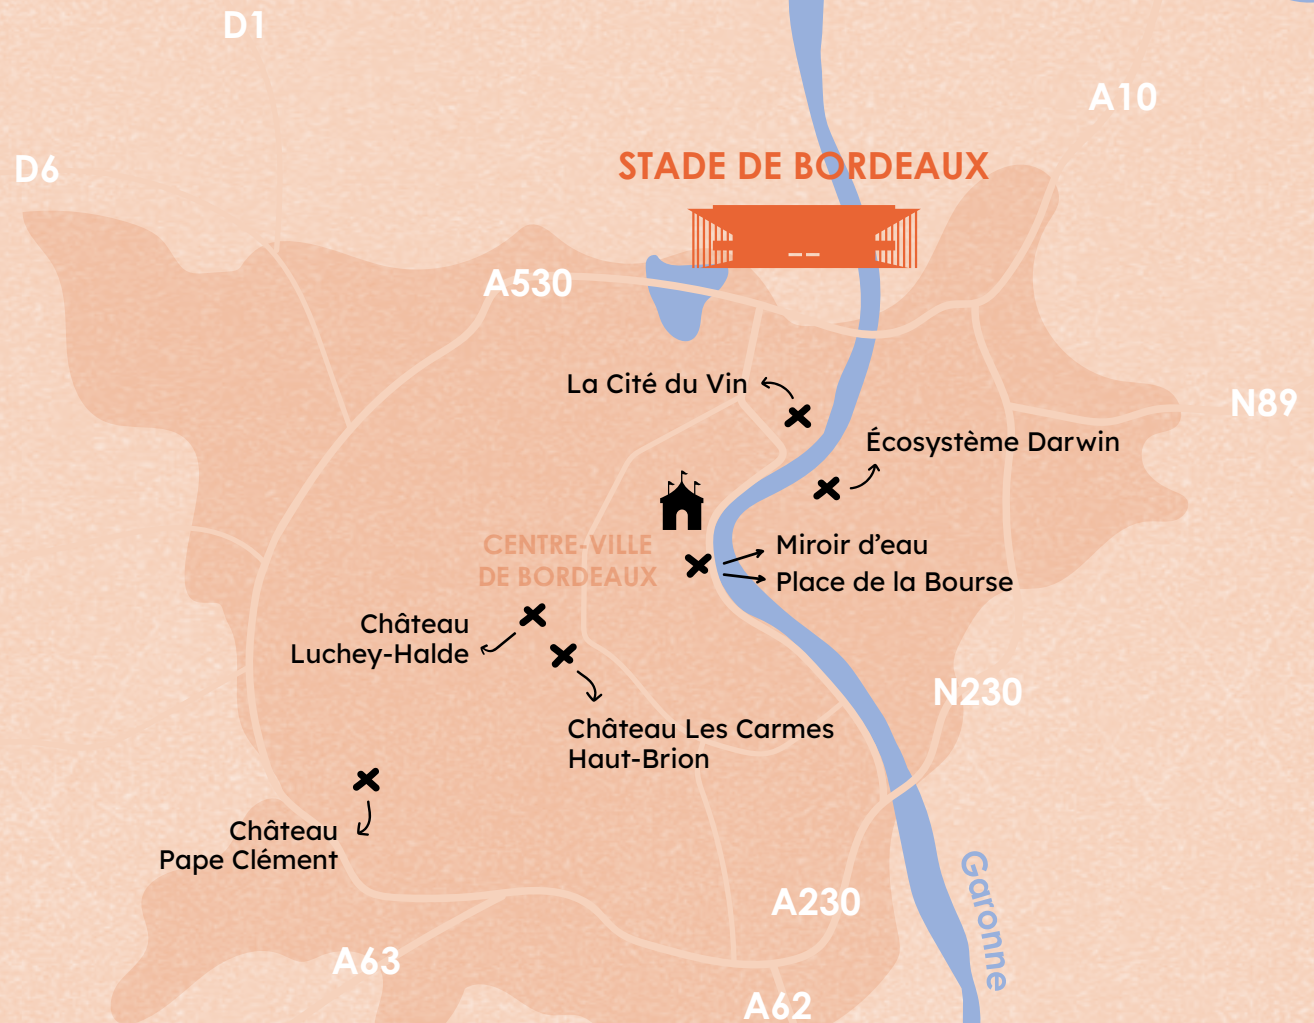 D1
A10
STADE DE BORDEAUX
D6
A530
La Cité du Vin
N89
Écosystème Darwin
CENTRE-VILLE
DE BORDEAUX
Miroir d’eau
Place de la Bourse
Château
Luchey-Halde
N230
Château Les Carmes
Haut-Brion
Château
Pape Clément
Garonne
A230
A63
A62